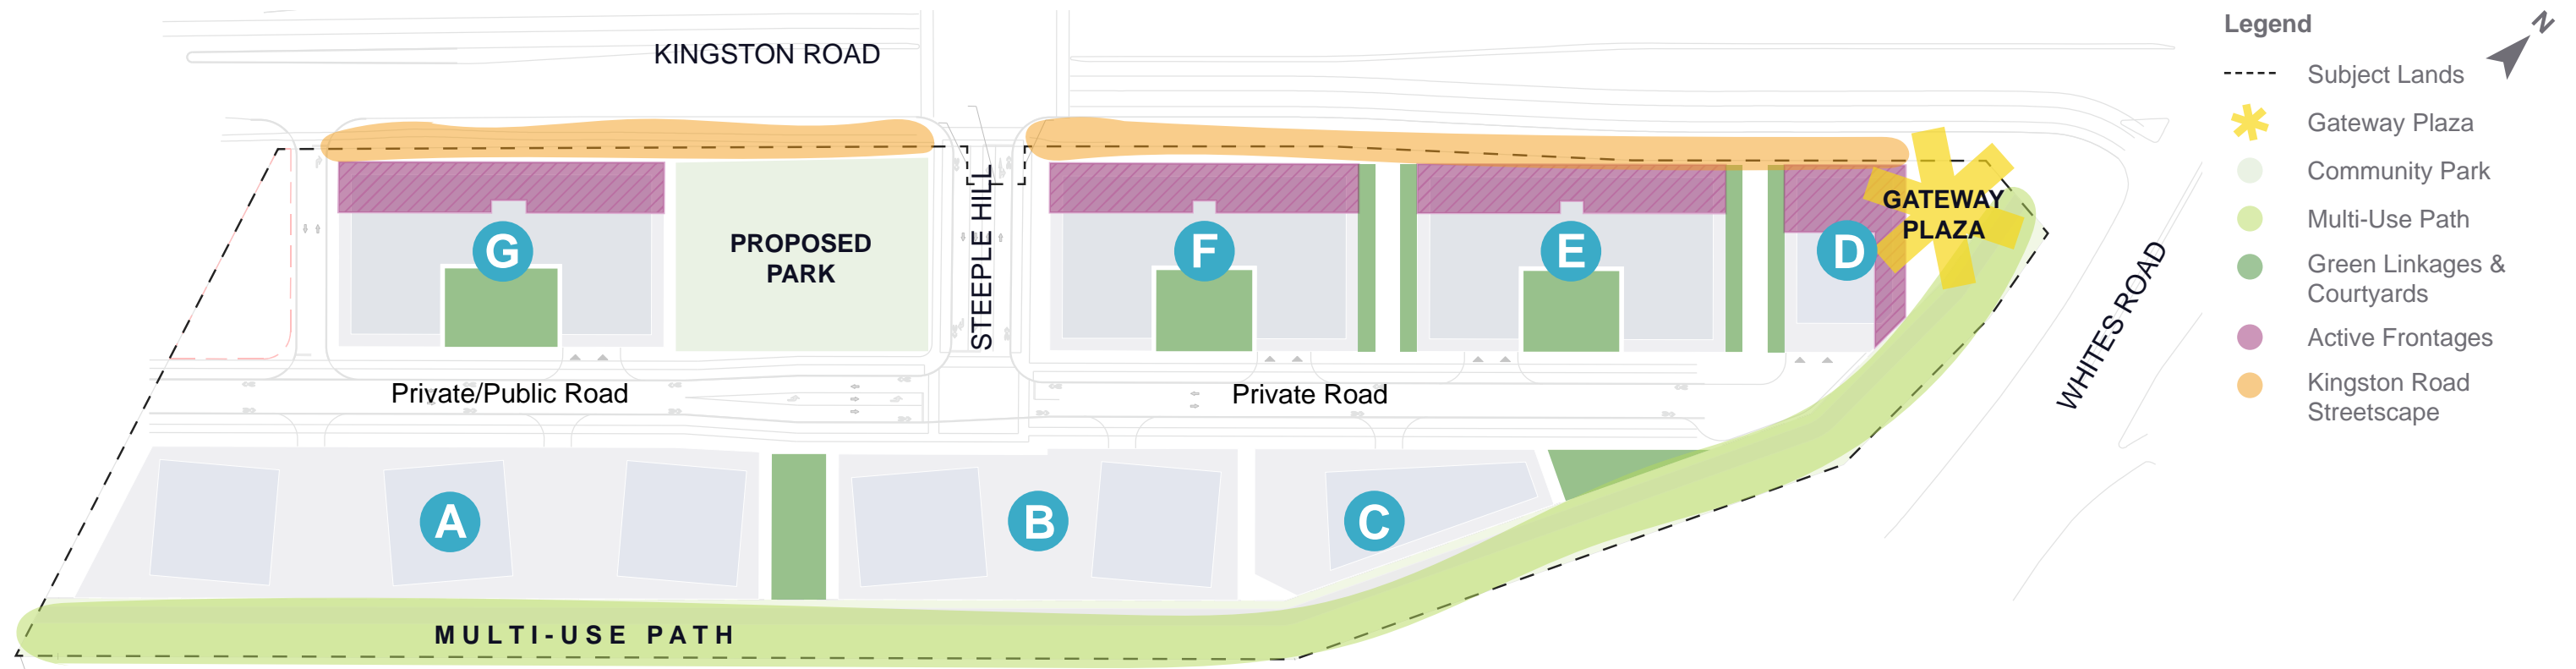 KINGSTON ROAD
Legend
N
Subject Lands
Gateway Plaza
Community Park
Multi-Use Path
Green Linkages &
Courtyards
Active Frontages
Kingston Road
Streetscape
G
PROPOSED
PARK
STEEPLE HILL
F
E
D
GATEWAY
PLAZA
WHITES ROAD
Private/Public Road
Private Road
A
B
C
MULTI-USE PATH